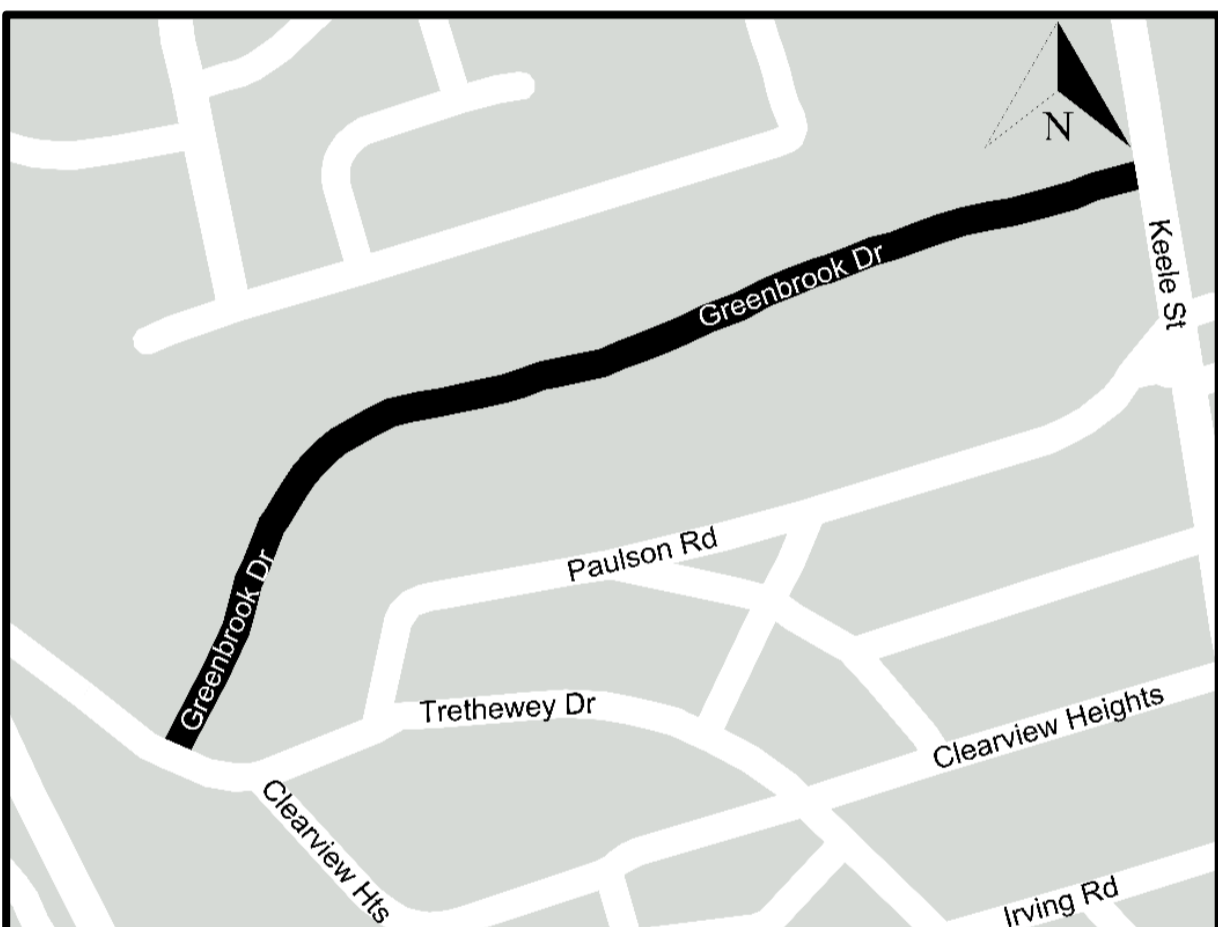 N
Keele St
Greenbrook Dr
Paulson Rd
Greenbrook Dr
Trethewey Dr
Clearview Heights
Clearview Hts
Irving Rd